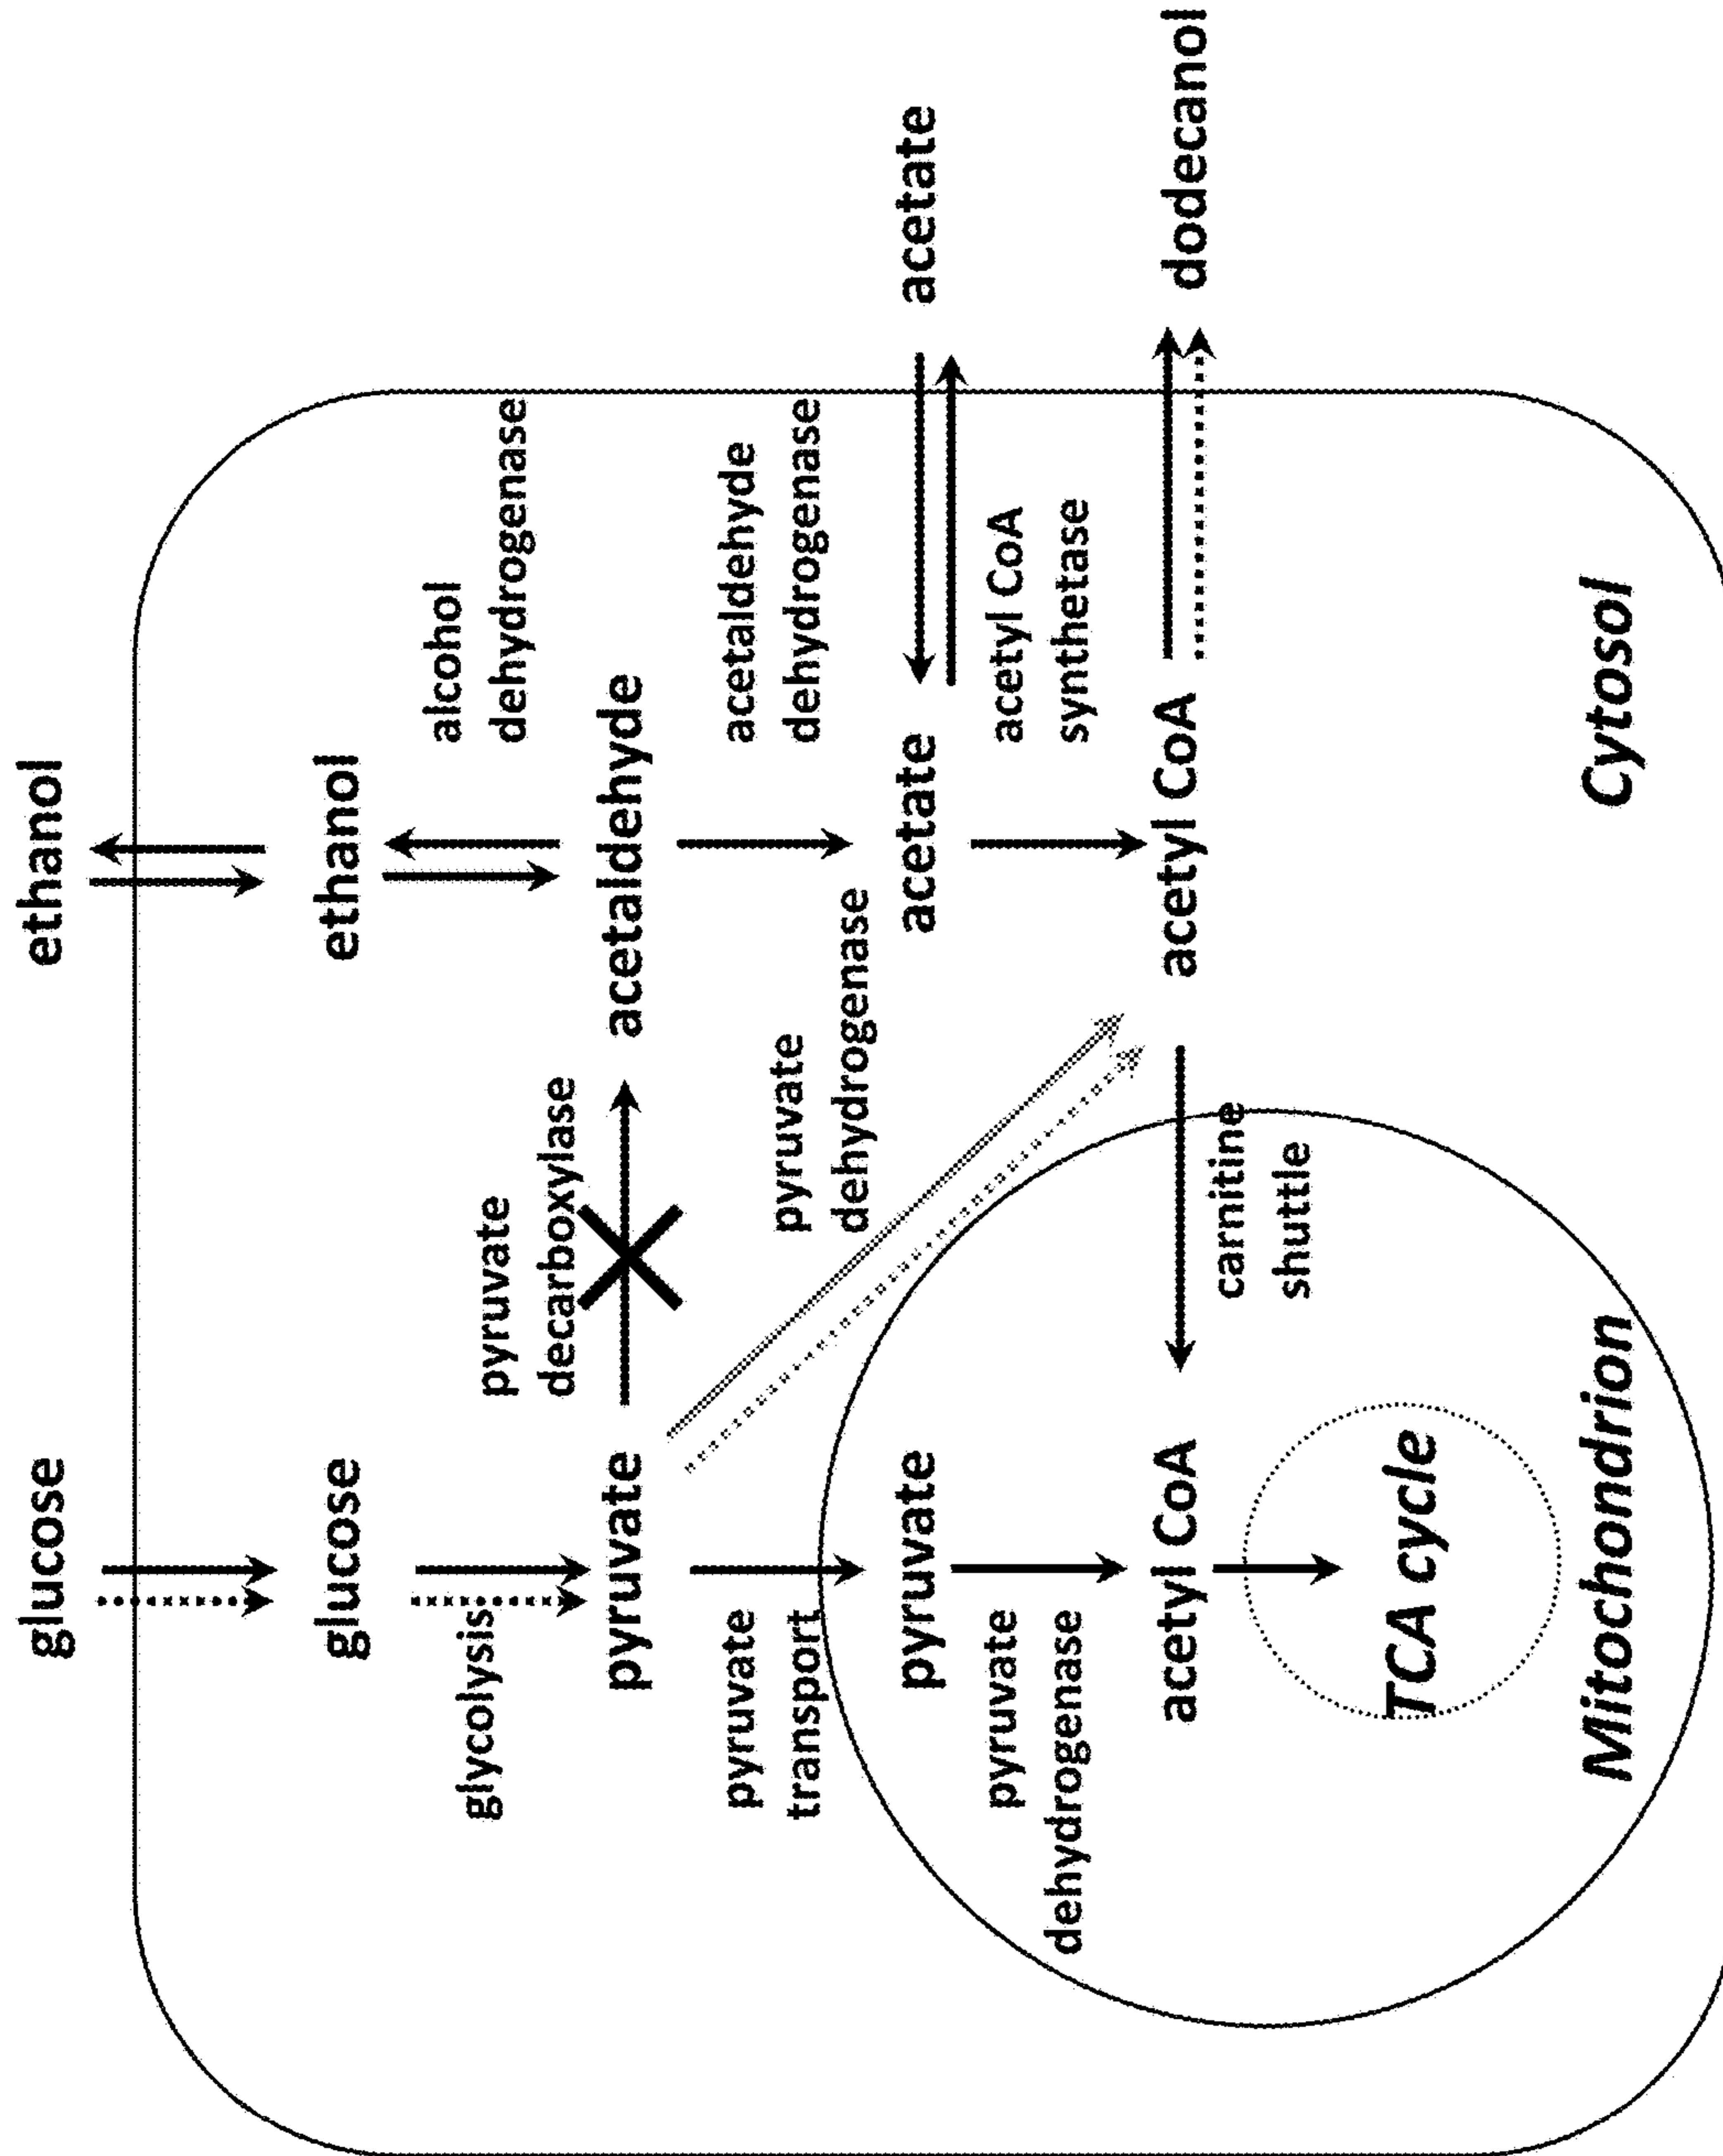 glucose
ethanol
glucose
ethanol
glycolysis
pyruvate
decarboxylase
alcohol
dehydrogenase
pyruvate
acetaldehyde
pyruvate
transport
pyruvate
dehydrogenase
acetaldehyde
dehydrogenase
pyruvate
acetate
acetate
pyruvate
dehydrogenase
acetyl CoA
synthetase
acetyl CoA
acetyl CoA
dodecanol
carnitine
shuttle
TCA cycle
Mitochondrion
Cytosol